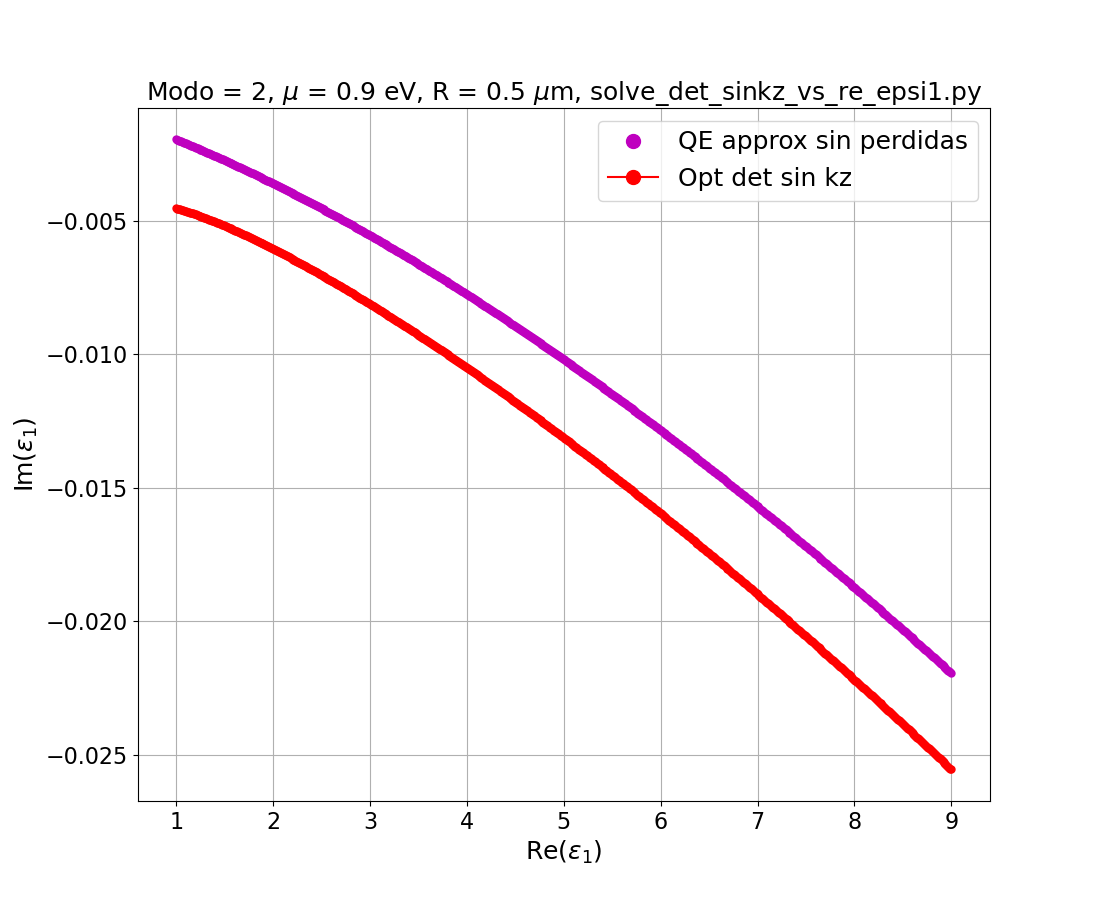 Modo = 2, μ = 0.9 eV, R = 0.5 μm, solve_det_sinkz_vs_re_epsi1.py
QE approx sin perdidas
Opt det sin kz
−0.005
−0.010
−0.015
−0.020
−0.025
Im(ε₁)
1 2 3 4 5 6 7 8 9
Re(ε₁)